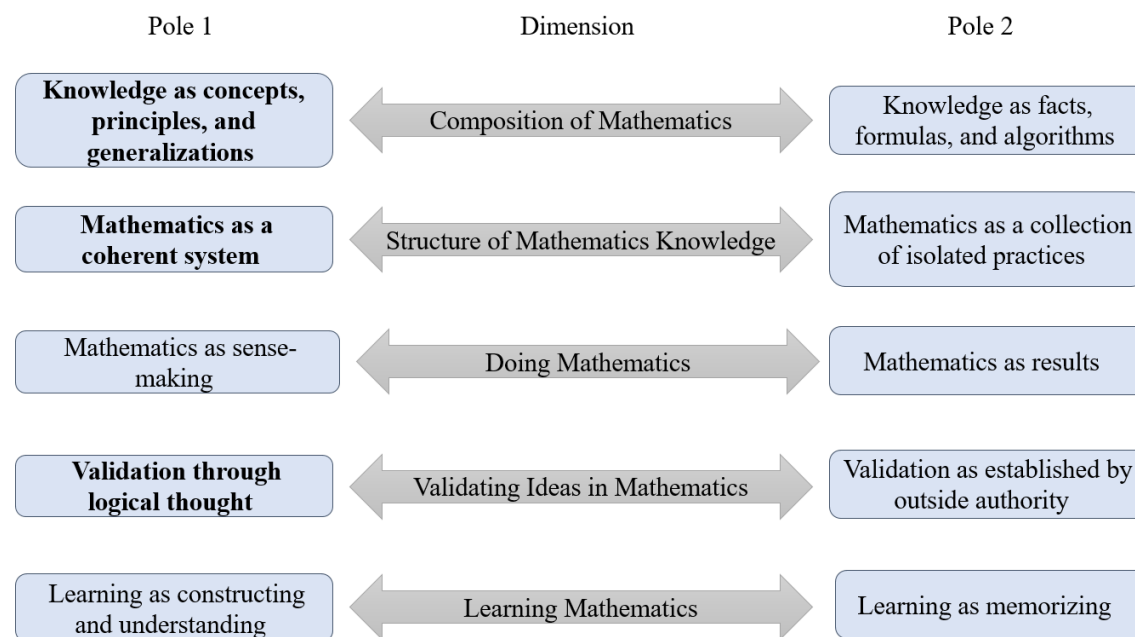 Pole 1 Dimension Pole 2
Knowledge as concepts,
principles, and
generalizations
Composition of Mathematics
Knowledge as facts,
formulas, and algorithms
Mathematics as a
coherent system
Structure of Mathematics Knowledge
Mathematics as a collection
of isolated practices
Mathematics as sense-
making
Doing Mathematics
Mathematics as results
Validation through
logical thought
Validating Ideas in Mathematics
Validation as established by
outside authority
Learning as constructing
and understanding
Learning Mathematics
Learning as memorizing